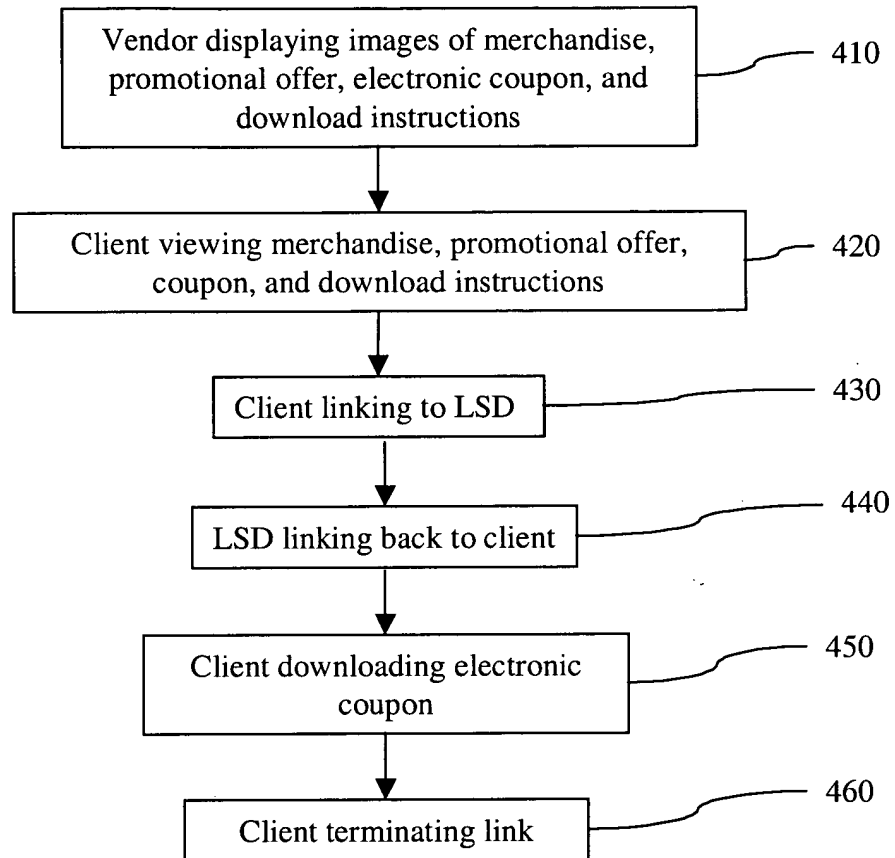 Vendor displaying images of merchandise,
promotional offer, electronic coupon, and
download instructions
410
Client viewing merchandise, promotional offer,
coupon, and download instructions
420
Client linking to LSD
430
LSD linking back to client
440
Client downloading electronic
coupon
450
Client terminating link
460